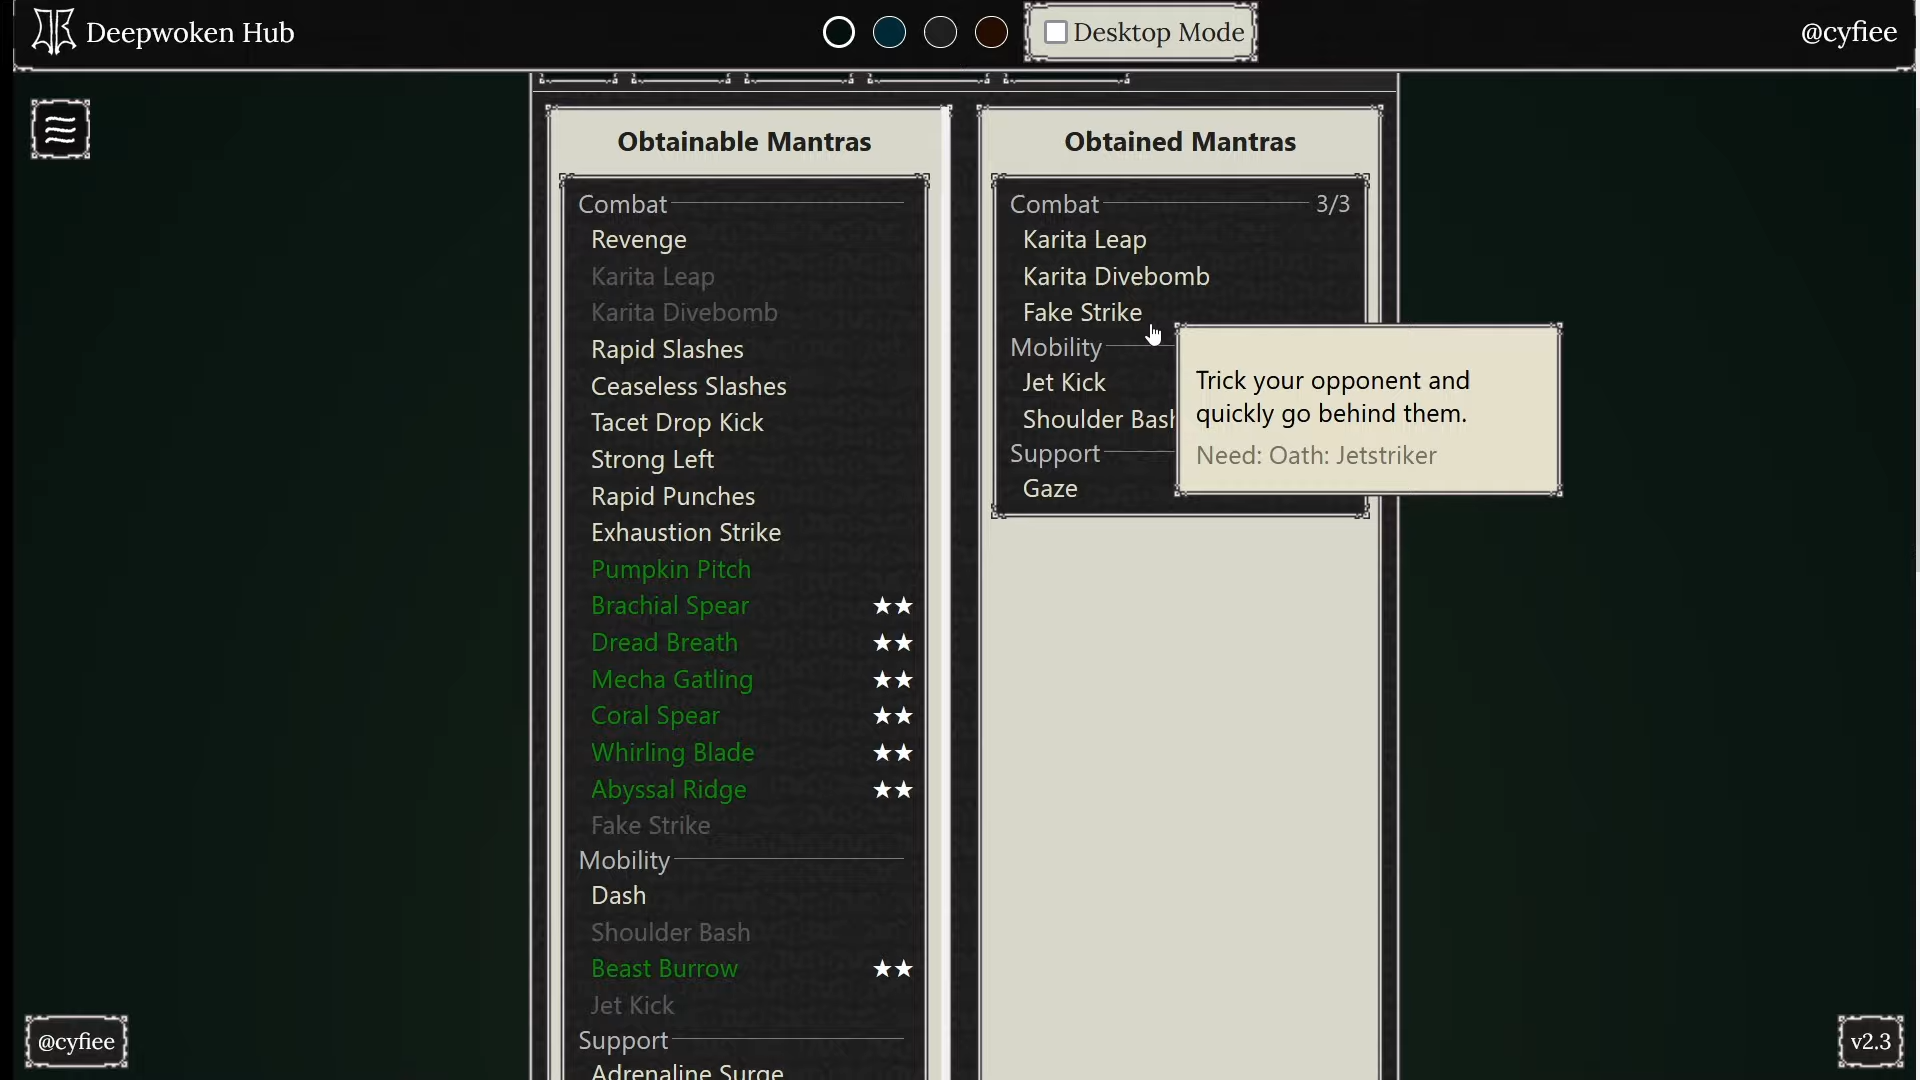 Deepwoken Hub
Desktop Mode
@cyfiee
Obtainable Mantras
Combat
Revenge
Karita Leap
Karita Divebomb
Rapid Slashes
Ceaseless Slashes
Tacet Drop Kick
Strong Left
Rapid Punches
Exhaustion Strike
Pumpkin Pitch
Brachial Spear ★★
Dread Breath ★★
Mecha Gatling ★★
Coral Spear ★★
Whirling Blade ★★
Abyssal Ridge ★★
Fake Strike
Mobility
Dash
Shoulder Bash
Beast Burrow ★★
Jet Kick
Support
Adrenaline Surge
Obtained Mantras
Combat 3/3
Karita Leap
Karita Divebomb
Fake Strike
Mobility
Jet Kick
Shoulder Bash
Support
Gaze
Trick your opponent and
quickly go behind them.
Need: Oath: Jetstriker
@cyfiee
v2.3